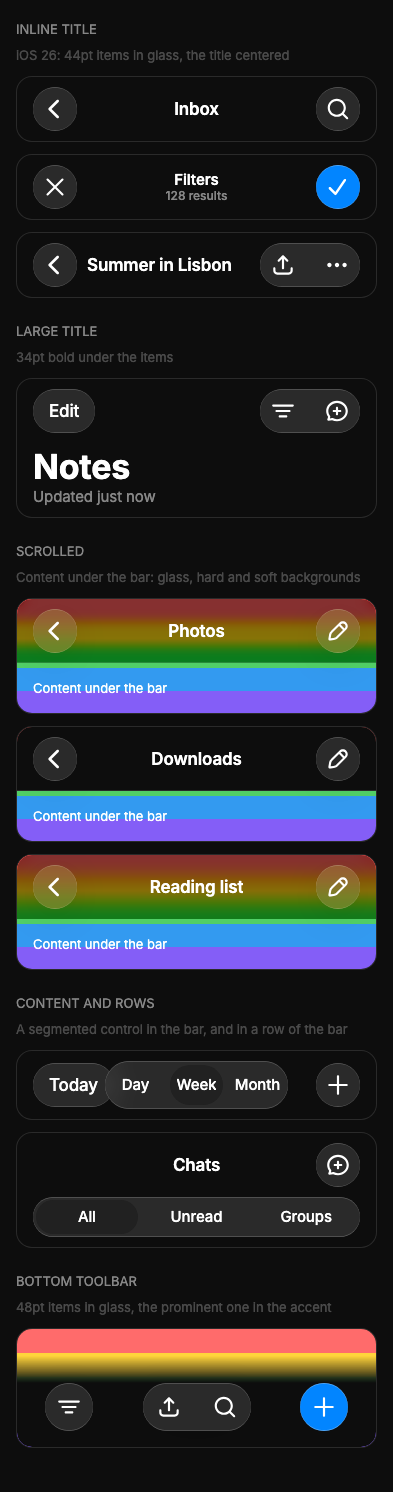 INLINE TITLE
iOS 26: 44pt items in glass, the title centered
Inbox
Filters
128 results
Summer in Lisbon
LARGE TITLE
34pt bold under the items
Edit
Notes
Updated just now
SCROLLED
Content under the bar: glass, hard and soft backgrounds
Photos
Content under the bar
Downloads
Content under the bar
Reading list
Content under the bar
CONTENT AND ROWS
A segmented control in the bar, and in a row of the bar
Today Day Week Month
Chats
All Unread Groups
BOTTOM TOOLBAR
48pt items in glass, the prominent one in the accent